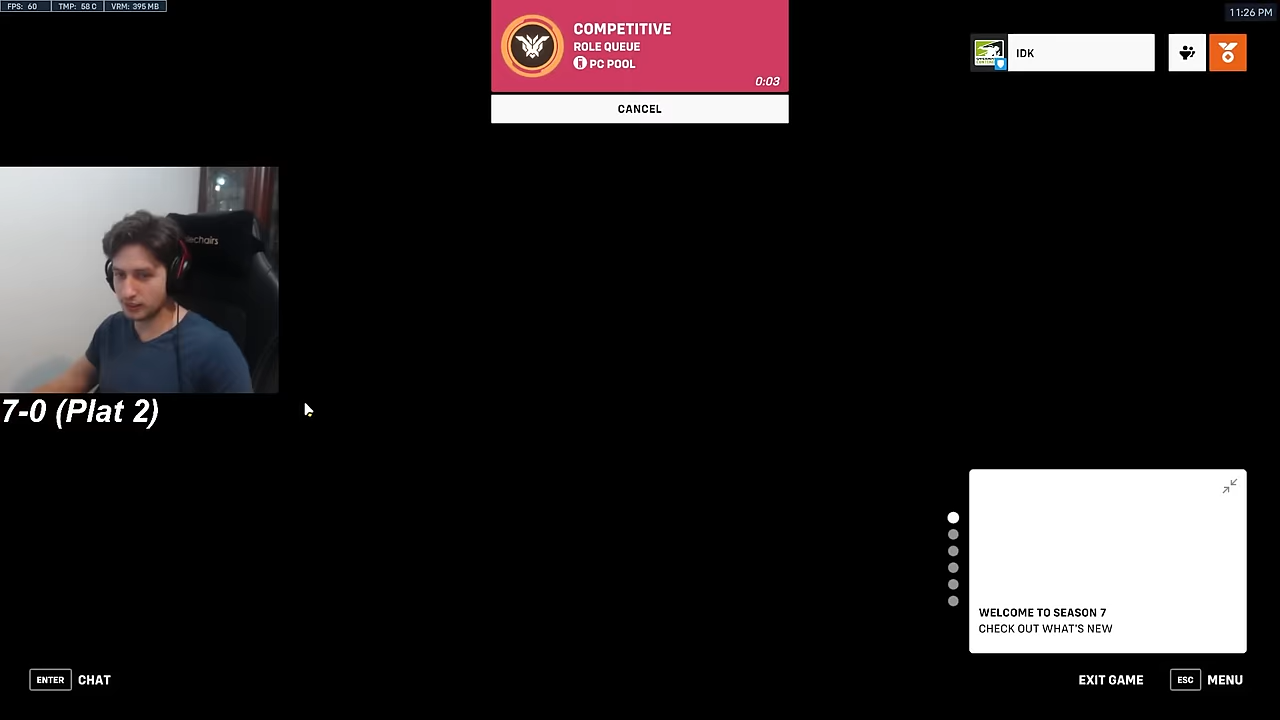 FPS: 60 TMP: 58 C VRM: 395 MB
11:26 PM
COMPETITIVE
ROLE QUEUE
PC POOL
0:03
CANCEL
IDK
7-0 (Plat 2)
WELCOME TO SEASON 7
CHECK OUT WHAT'S NEW
ENTER CHAT
EXIT GAME
ESC MENU